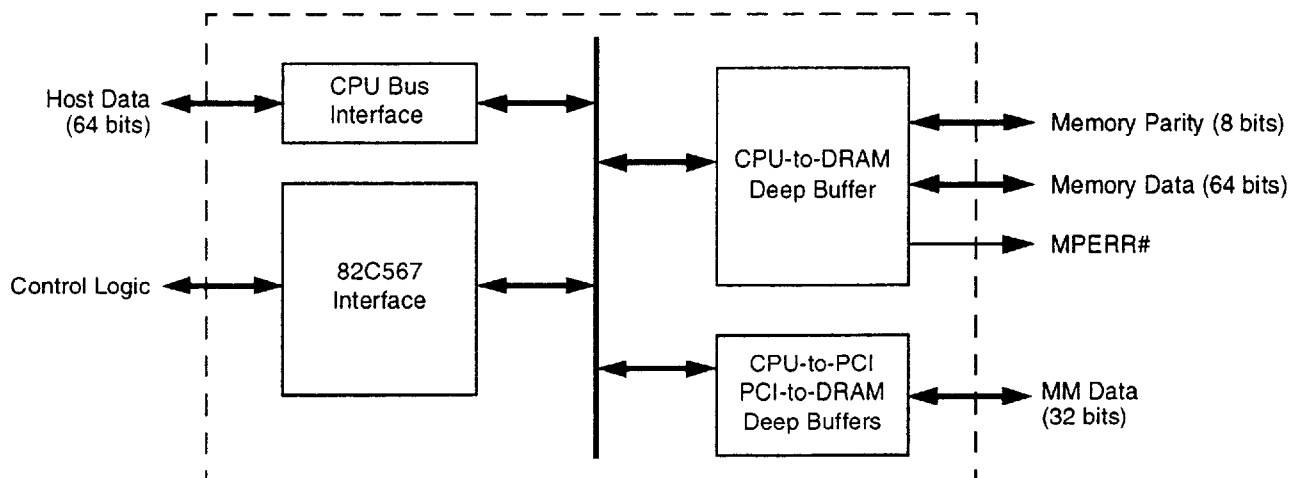 Host Data
(64 bits)
CPU Bus
Interface
Control Logic
82C567
Interface
CPU-to-DRAM
Deep Buffer
Memory Parity (8 bits)
Memory Data (64 bits)
MPERR#
CPU-to-PCI
PCI-to-DRAM
Deep Buffers
MM Data
(32 bits)